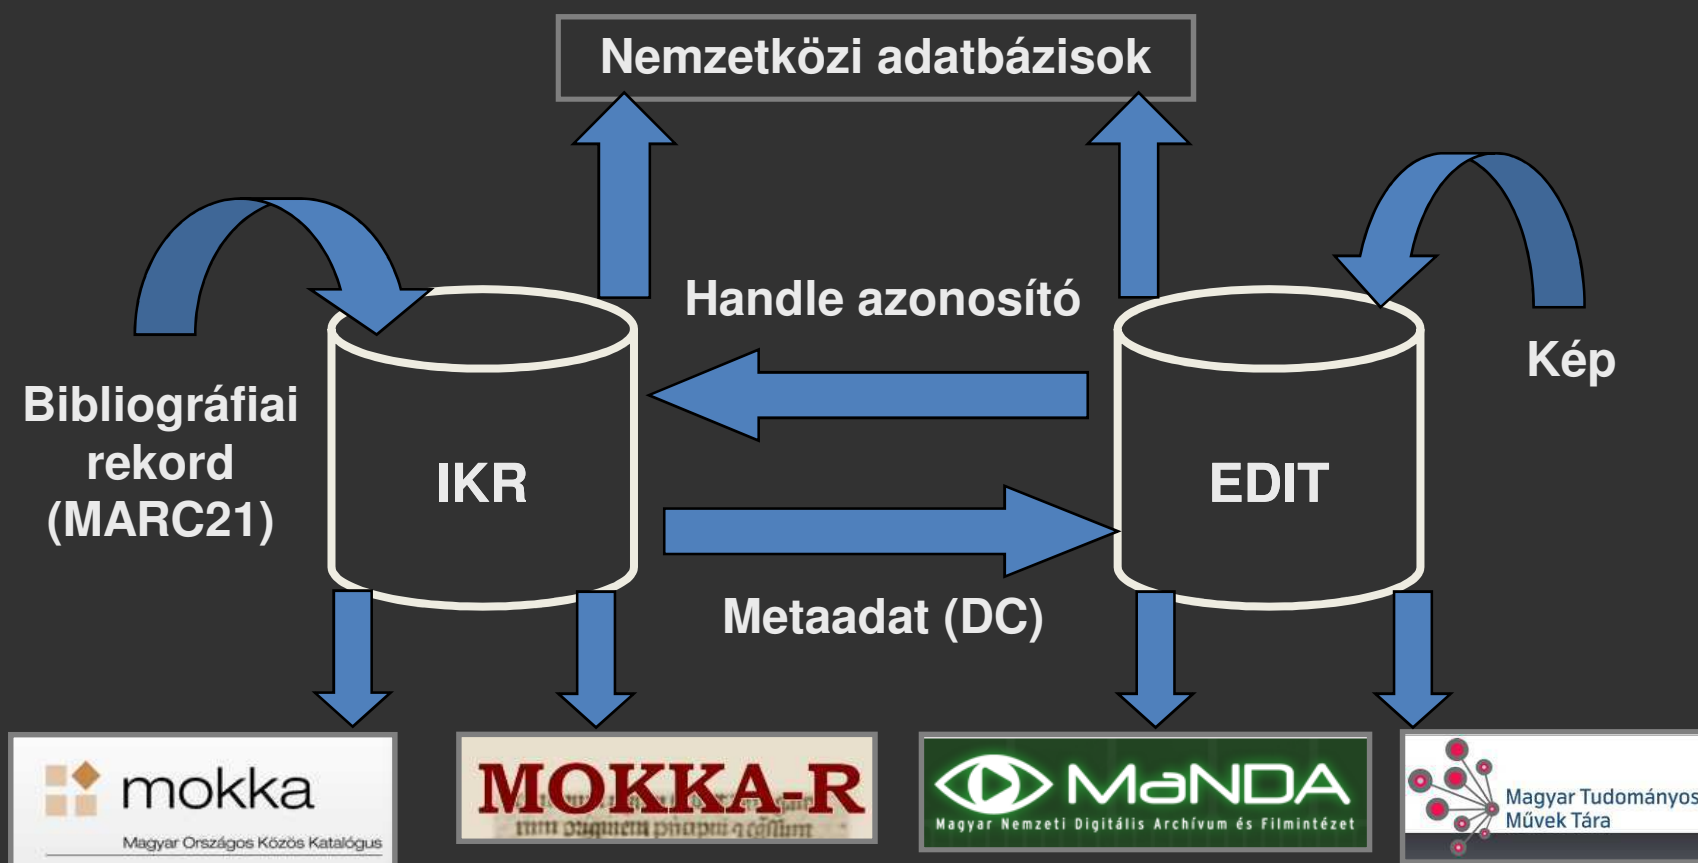 Nemzetközi adatbázisok
Handle azonosító
Kép
Bibliográfiai
rekord
(MARC21)
IKR
EDIT
Metaadat (DC)
mokka
Magyar Országos Közös Katalógus
MOKKA-R
MaNDA
Magyar Nemzeti Digitális Archívum és Filmintézet
Magyar Tudományos
Művek Tára